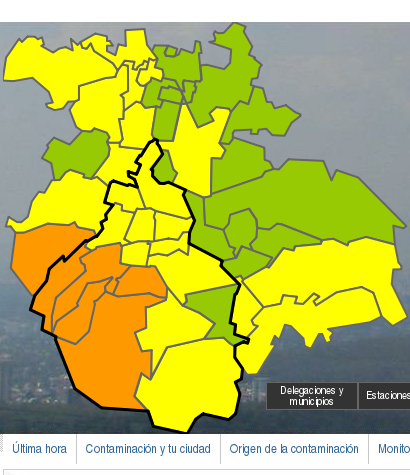 Delegaciones y
municipios
Estaciones
Última hora
Contaminación y tu ciudad
Origen de la contaminación
Monito